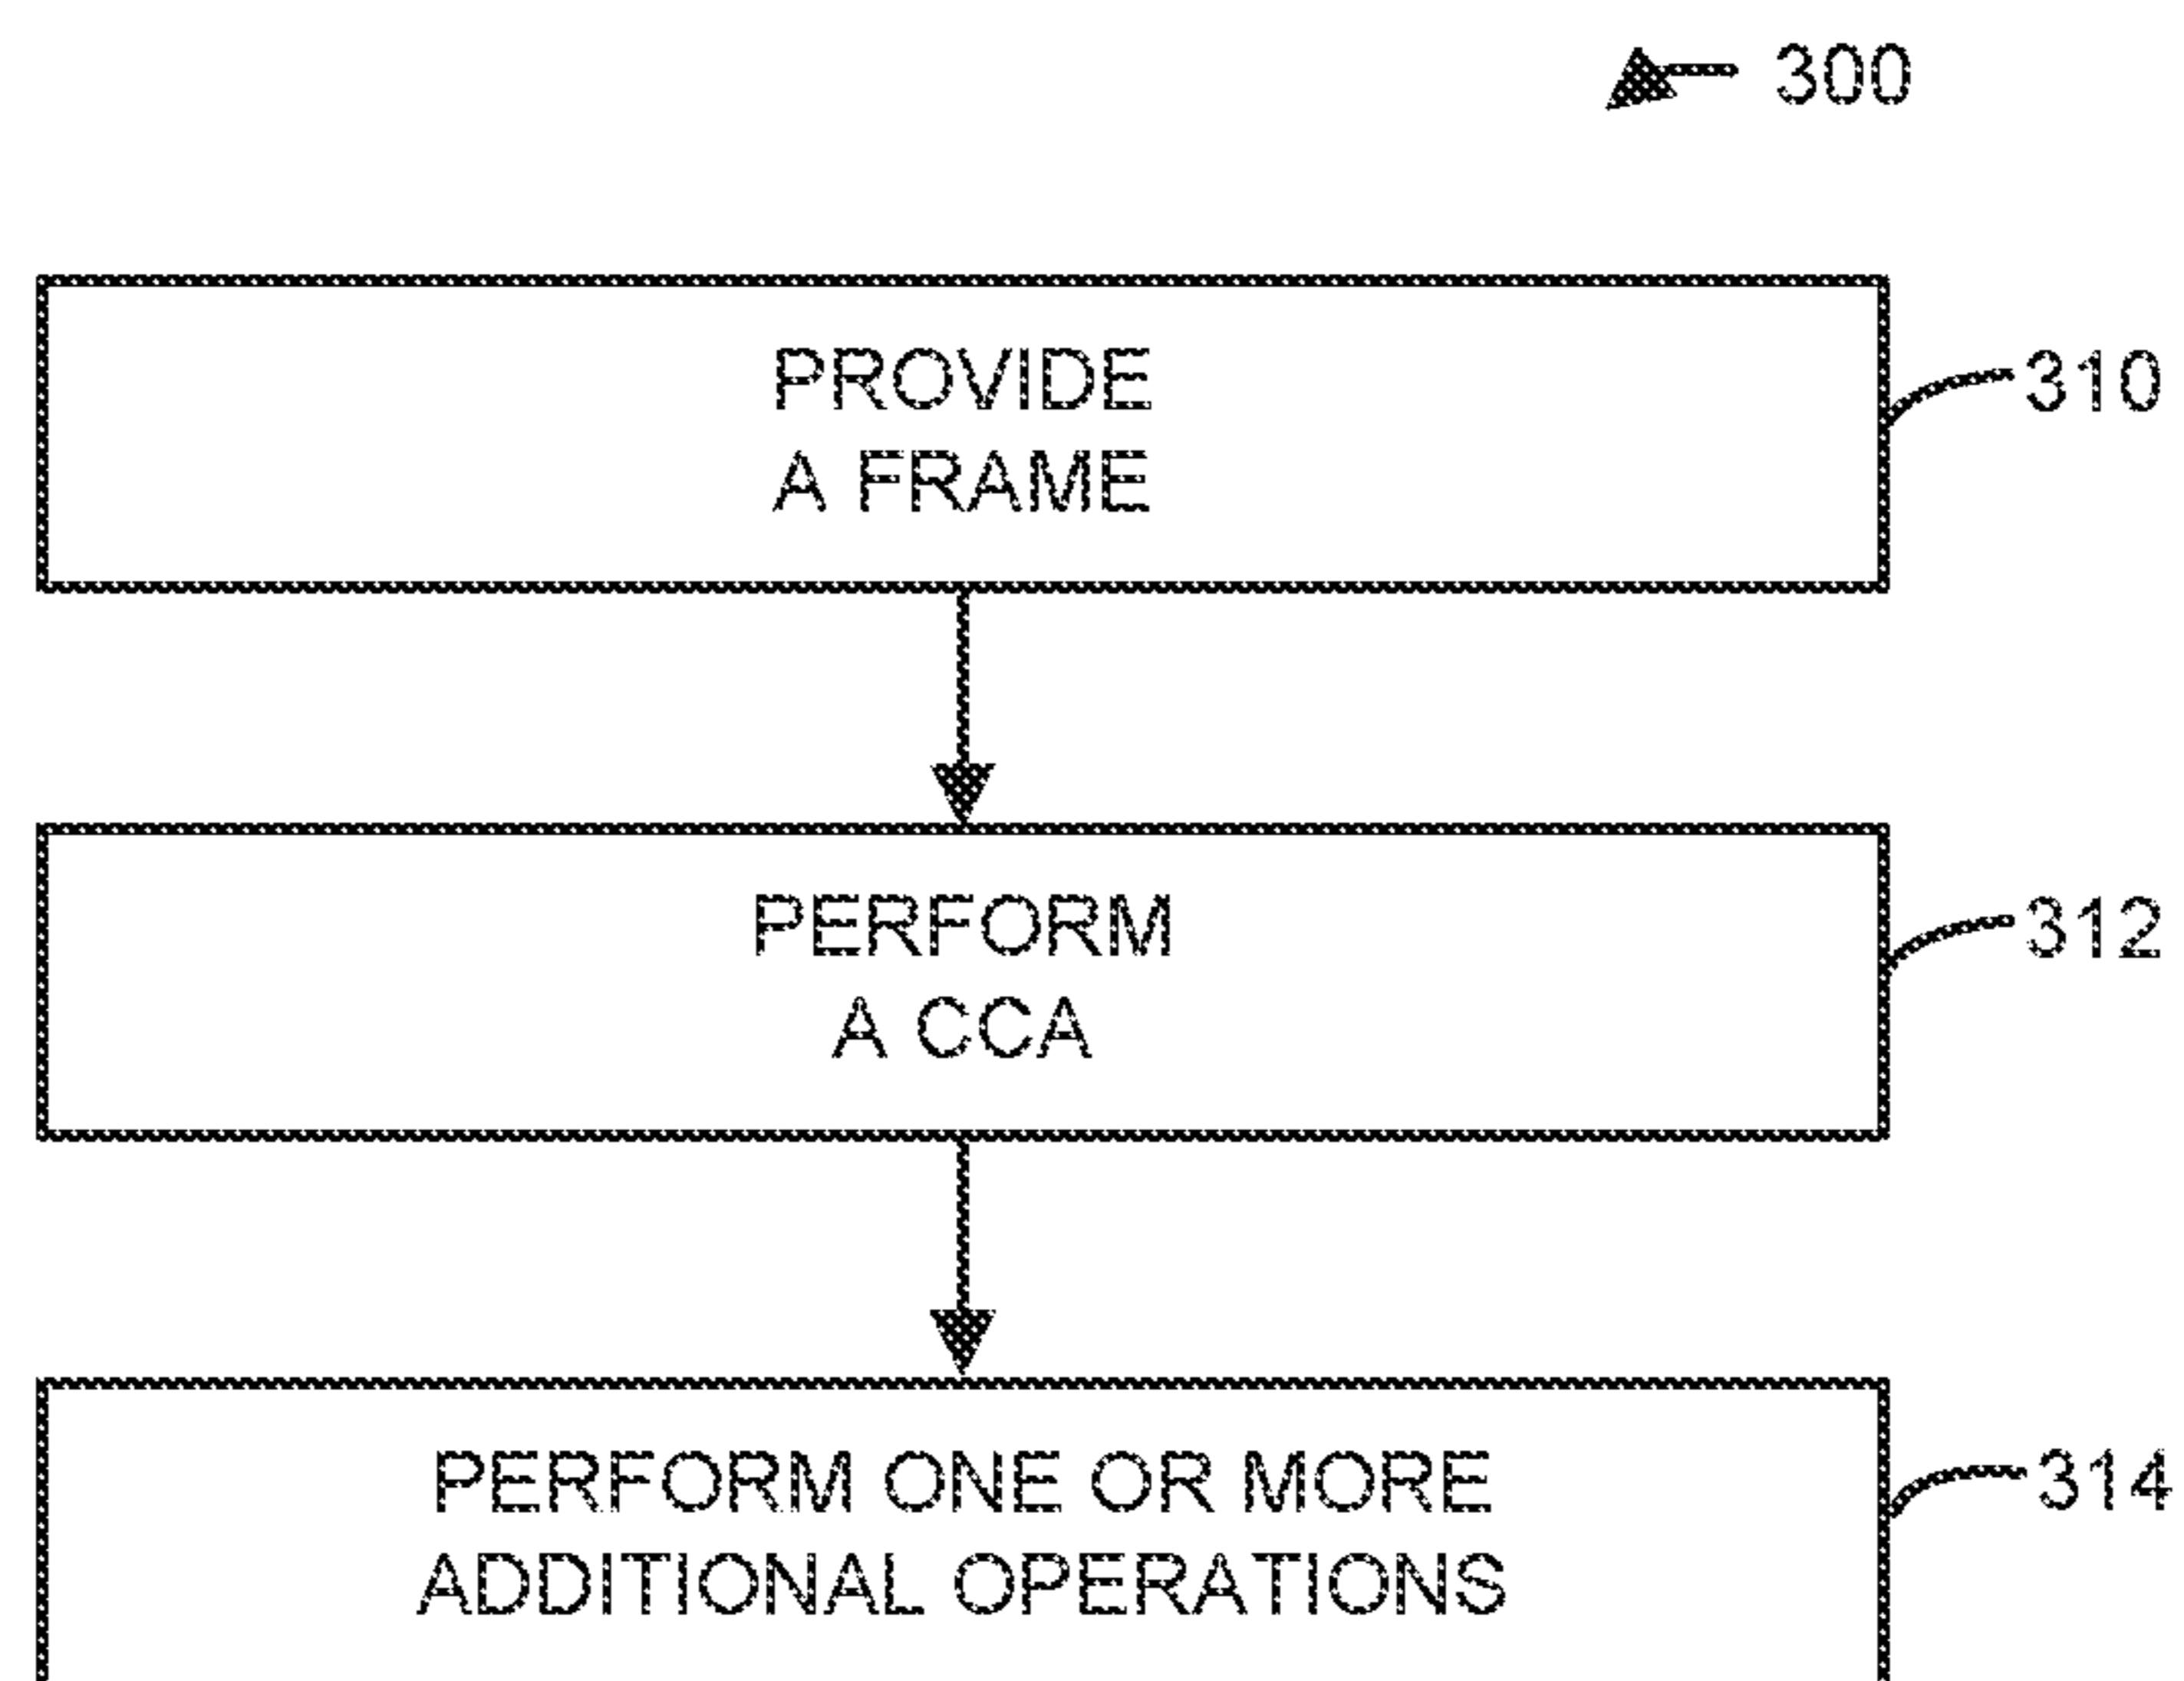 300
PROVIDE
A FRAME
310
PERFORM
A CCA
312
PERFORM ONE OR MORE
ADDITIONAL OPERATIONS
314